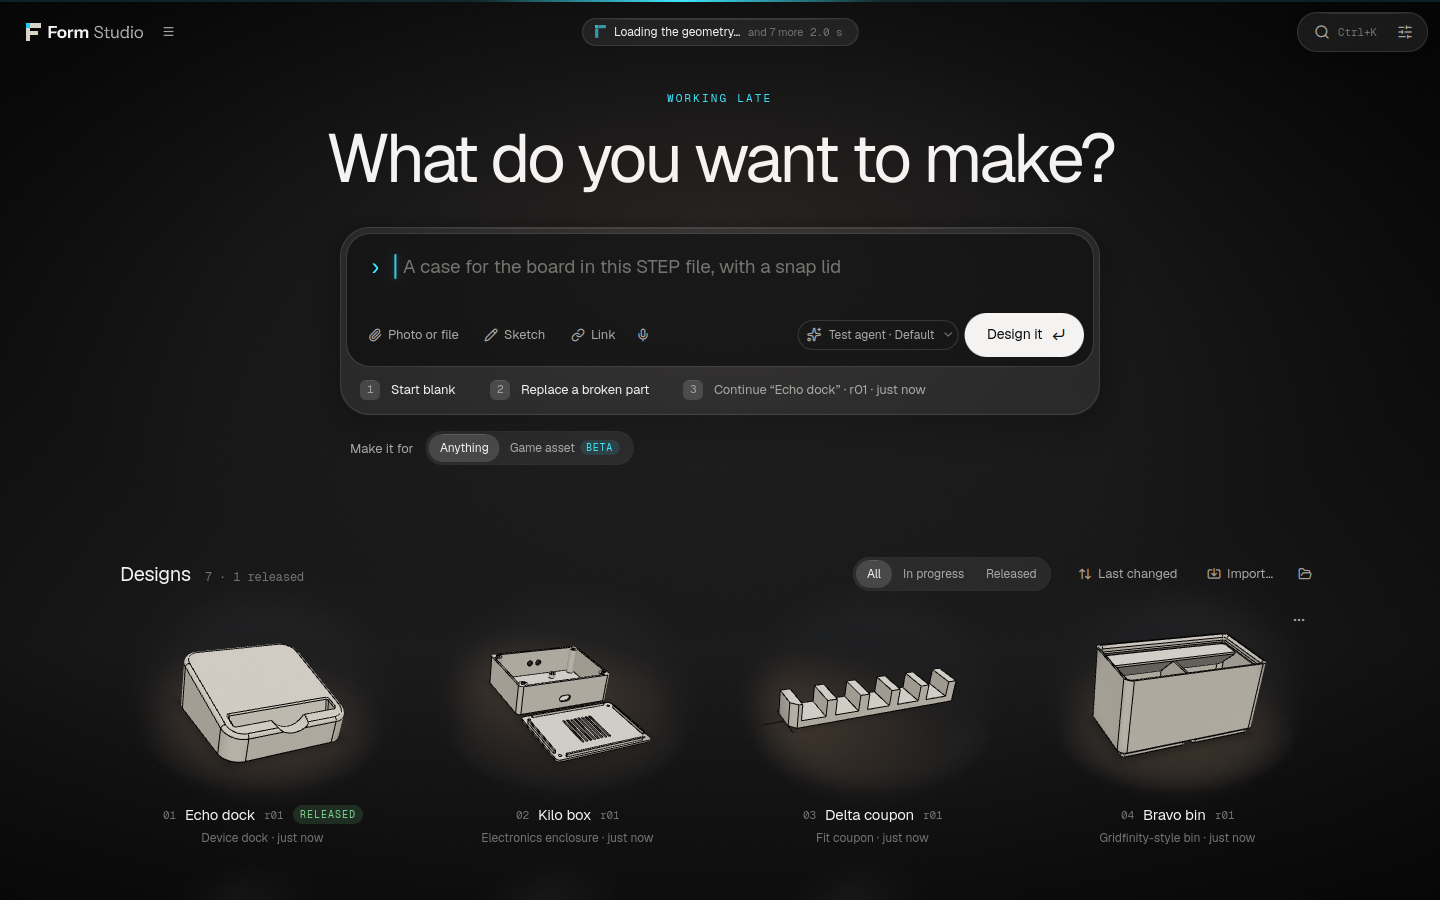 Form Studio
Loading the geometry... and 7 more 2.0 s
Ctrl+K
WORKING LATE
What do you want to make?
A case for the board in this STEP file, with a snap lid
Photo or file
Sketch
Link
Test agent · Default
Design it
1 Start blank
2 Replace a broken part
3 Continue “Echo dock” · r01 · just now
Make it for
Anything
Game asset BETA
Designs 7 · 1 released
All
In progress
Released
Last changed
Import...
01 Echo dock r01 RELEASED
Device dock · just now
02 Kilo box r01
Electronics enclosure · just now
03 Delta coupon r01
Fit coupon · just now
04 Bravo bin r01
Gridfinity-style bin · just now